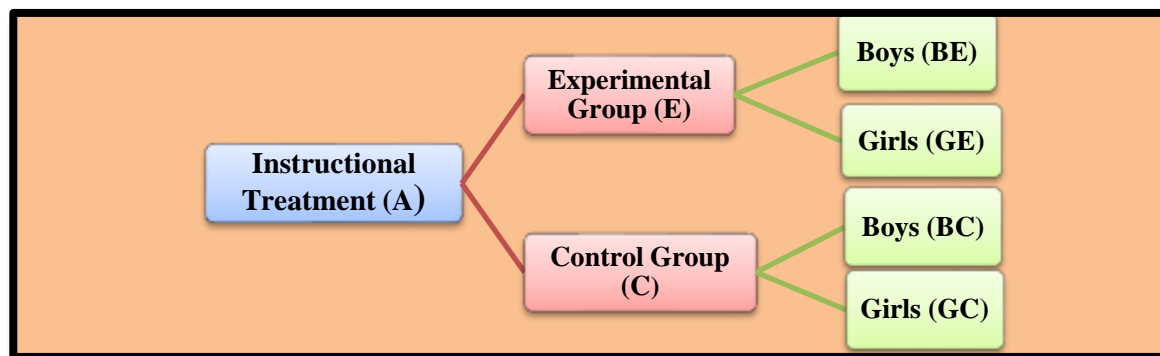 Boys (BE)
Experimental
Group (E)
Girls (GE)
Instructional
Treatment (A)
Boys (BC)
Control Group
(C)
Girls (GC)